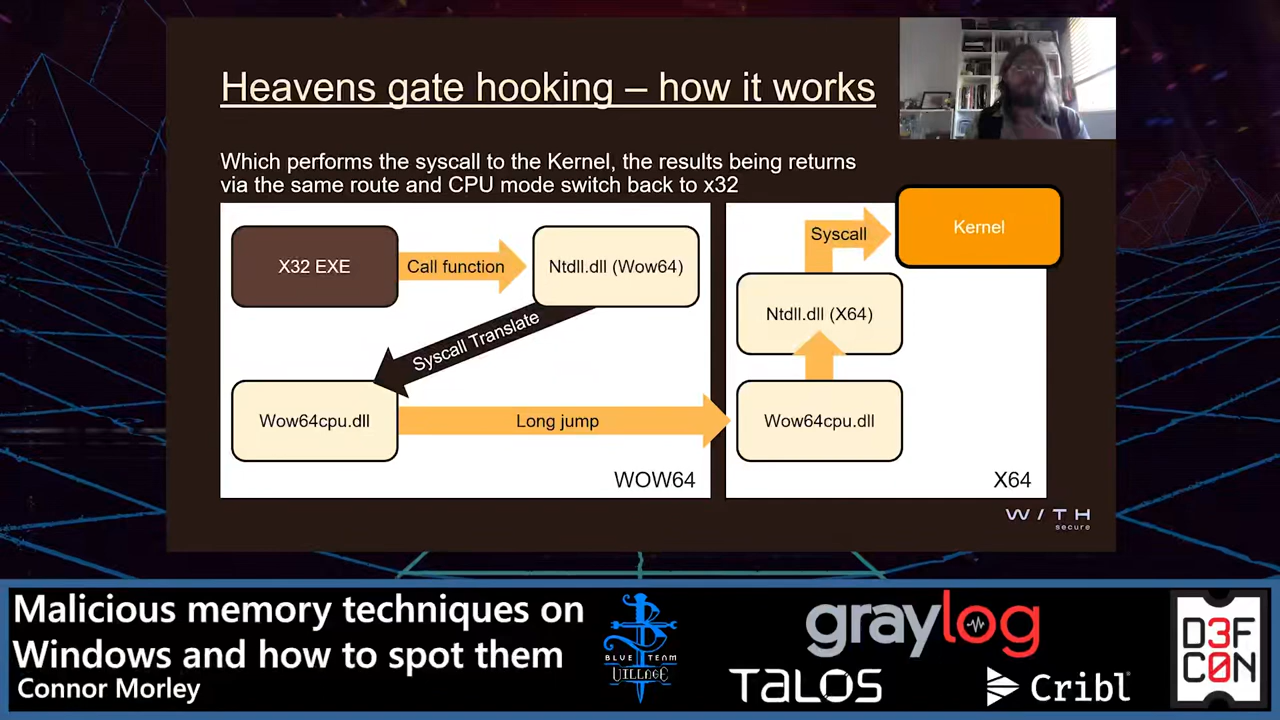 Heavens gate hooking – how it works
Which performs the syscall to the Kernel, the results being returns
via the same route and CPU mode switch back to x32
X32 EXE
Call function
Ntdll.dll (Wow64)
Syscall Translate
Wow64cpu.dll
Long jump
WOW64
Syscall
Kernel
Ntdll.dll (X64)
Wow64cpu.dll
X64
WITH
secure
Malicious memory techniques on
Windows and how to spot them
Connor Morley
BLUE TEAM
VILLAGE
graylog
TALOS
Cribl
D3F
C0N